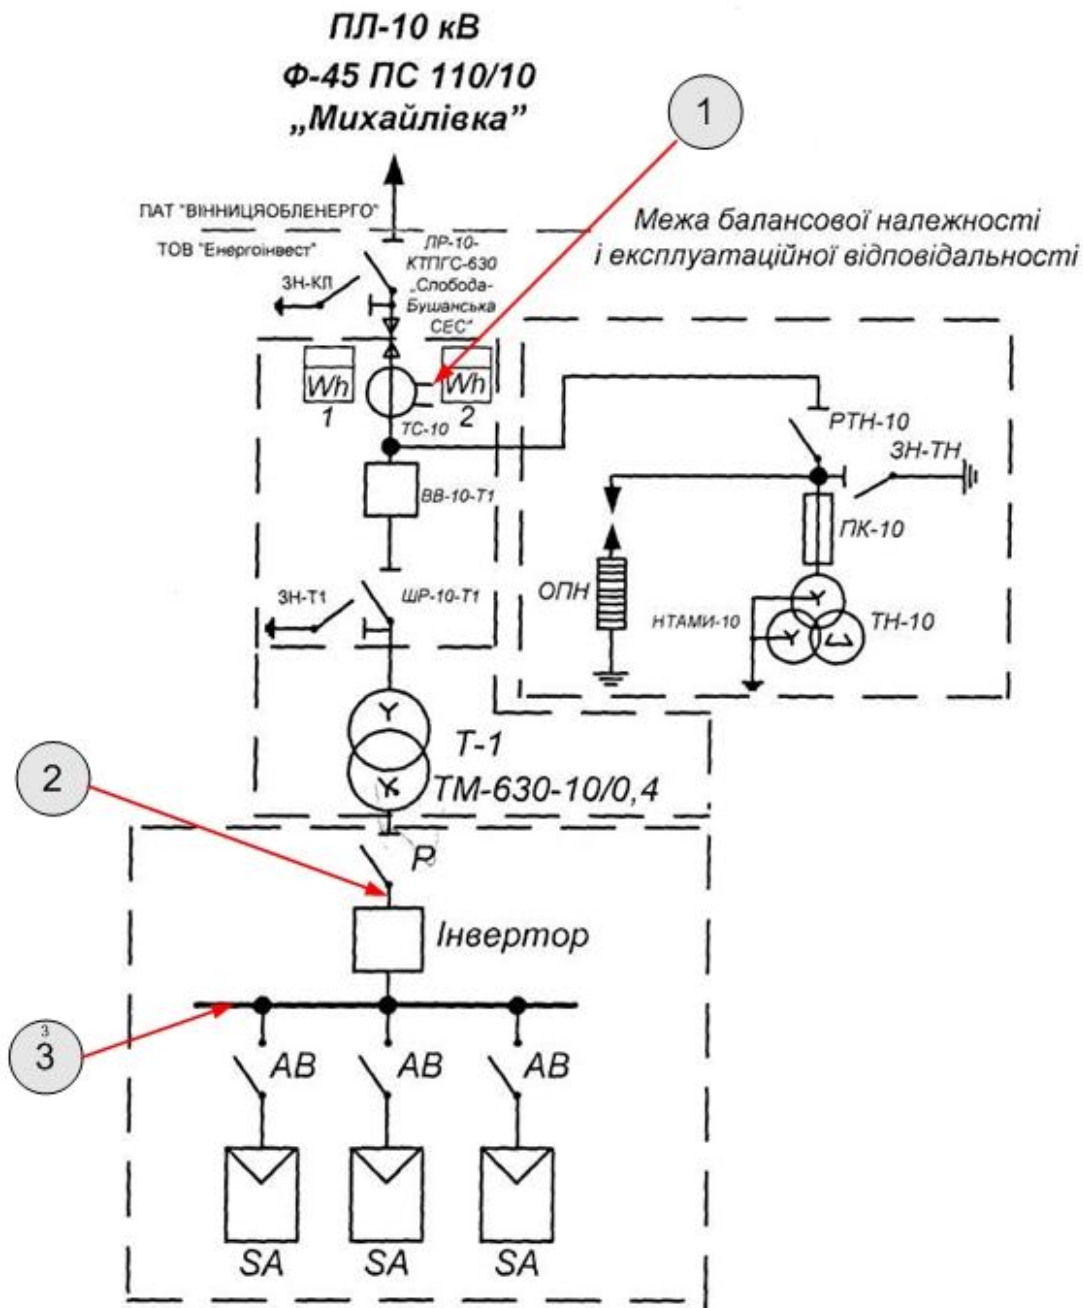 ПЛ-10 кВ
Ф-45 ПС 110/10
„Михайлівка”
1
ПАТ "ВІННИЦЯОБЛЕНЕРГО"
ТОВ "Енергоінвест"
Межа балансової належності
і експлуатаційної відповідальності
ЛР-10-
КТПГС-630
„Слобода-
Бушанська
СЕС"
ЗН-КЛ
Wh
1
Wh
2
ТС-10
РТН-10
ЗН-ТН
ВВ-10-Т1
ПК-10
ЗН-Т1
ШР-10-Т1
ОПН
НТАМИ-10
ТН-10
Т-1
ТМ-630-10/0,4
2
Р
Інвертор
3
3
АВ
АВ
АВ
SA
SA
SA